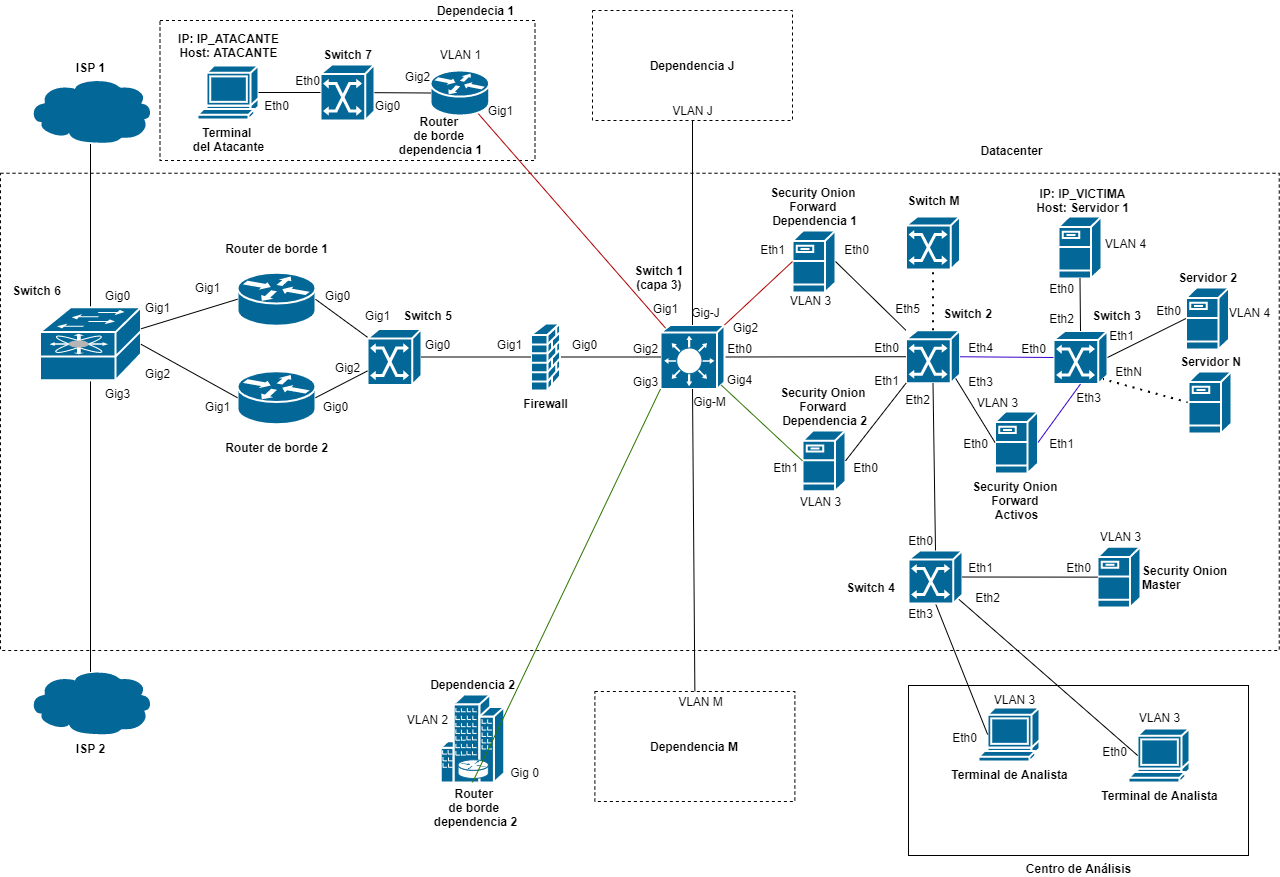 Dependecia 1
IP: IP_ATACANTE
Host: ATACANTE
Switch 7
VLAN 1
Eth0
Eth0
Gig0
Gig2
Gig1
Terminal
del Atacante
Router
de borde
dependencia 1
ISP 1
Dependencia J
VLAN J
Datacenter
Switch 6
Gig0
Gig1
Gig2
Gig3
Router de borde 1
Gig1
Gig0
Router de borde 2
Gig1
Gig0
Switch 5
Gig1
Gig2
Gig0
Firewall
Gig1
Gig0
Switch 1
(capa 3)
Gig1
Gig-J
Gig2
Gig2
Eth0
Gig3
Gig4
Gig-M
Security Onion
Forward
Dependencia 1
Eth1
Eth0
VLAN 3
Security Onion
Forward
Dependencia 2
Eth1
Eth0
VLAN 3
Switch M
Switch 2
Eth5
Eth0
Eth4
Eth1
Eth3
Eth2
IP: IP_VICTIMA
Host: Servidor 1
VLAN 4
Eth0
Switch 3
Eth2
Eth0
Eth1
EthN
Eth3
Servidor 2
Eth0
VLAN 4
Servidor N
VLAN 3
Eth0
Eth1
Security Onion
Forward
Activos
Switch 4
Eth0
Eth1
Eth2
Eth3
VLAN 3
Eth0
Security Onion
Master
ISP 2
Dependencia 2
VLAN 2
Gig 0
Router
de borde
dependencia 2
VLAN M
Dependencia M
VLAN 3
Eth0
Terminal de Analista
VLAN 3
Eth0
Terminal de Analista
Centro de Análisis